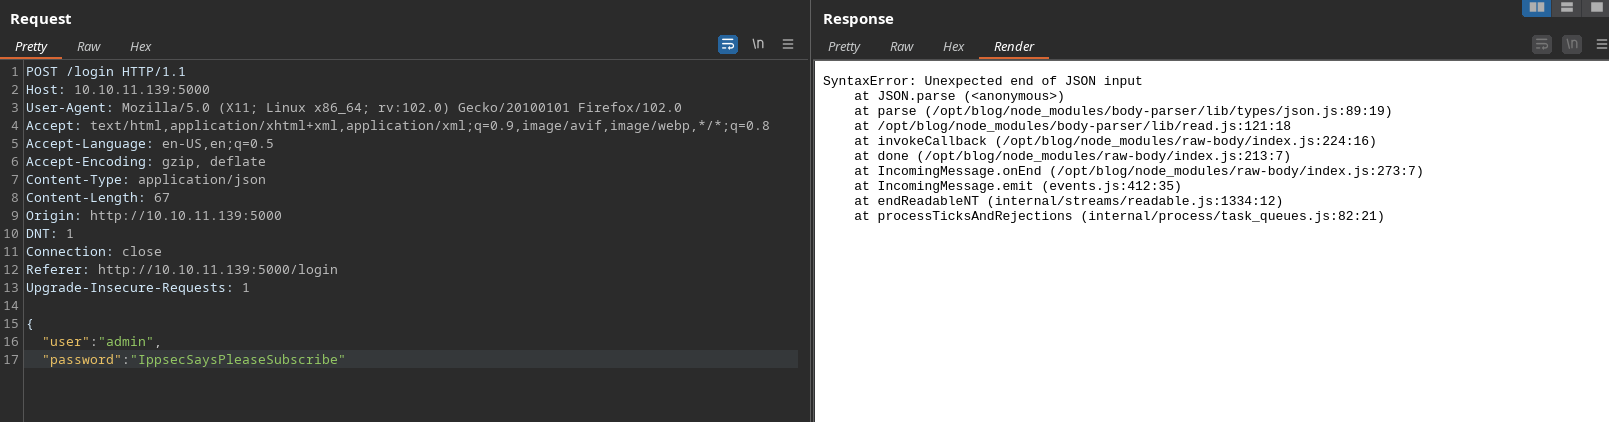 Request
Pretty Raw Hex
\n
1 POST /login HTTP/1.1
2 Host: 10.10.11.139:5000
3 User-Agent: Mozilla/5.0 (X11; Linux x86_64; rv:102.0) Gecko/20100101 Firefox/102.0
4 Accept: text/html,application/xhtml+xml,application/xml;q=0.9,image/avif,image/webp,*/*;q=0.8
5 Accept-Language: en-US,en;q=0.5
6 Accept-Encoding: gzip, deflate
7 Content-Type: application/json
8 Content-Length: 67
9 Origin: http://10.10.11.139:5000
10 DNT: 1
11 Connection: close
12 Referer: http://10.10.11.139:5000/login
13 Upgrade-Insecure-Requests: 1
14
15 {
16 "user":"admin",
17 "password":"IppsecSaysPleaseSubscribe"
Response
Pretty Raw Hex Render
\n
SyntaxError: Unexpected end of JSON input
at JSON.parse (<anonymous>)
at parse (/opt/blog/node_modules/body-parser/lib/types/json.js:89:19)
at /opt/blog/node_modules/body-parser/lib/read.js:121:18
at invokeCallback (/opt/blog/node_modules/raw-body/index.js:224:16)
at done (/opt/blog/node_modules/raw-body/index.js:213:7)
at IncomingMessage.onEnd (/opt/blog/node_modules/raw-body/index.js:273:7)
at IncomingMessage.emit (events.js:412:35)
at endReadableNT (internal/streams/readable.js:1334:12)
at processTicksAndRejections (internal/process/task_queues.js:82:21)